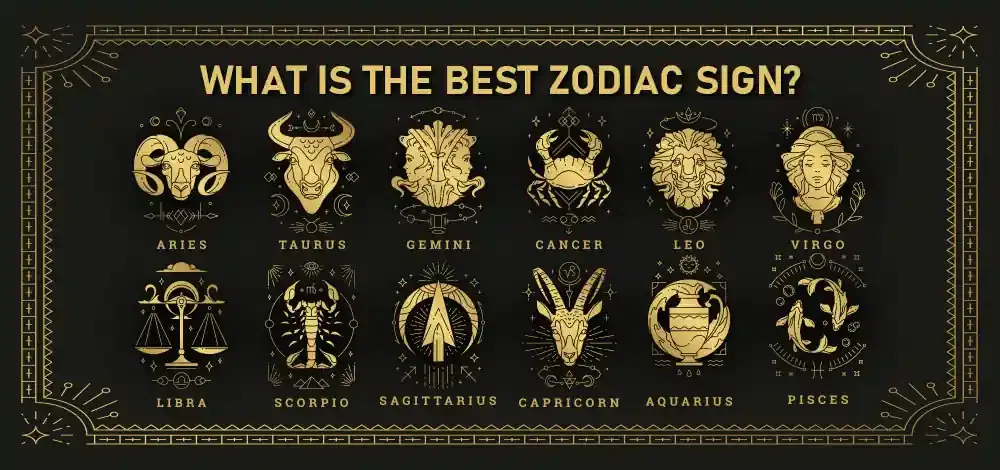 WHAT IS THE BEST ZODIAC SIGN?
ARIES TAURUS GEMINI CANCER LEO VIRGO
LIBRA SCORPIO SAGITTARIUS CAPRICORN AQUARIUS PISCES